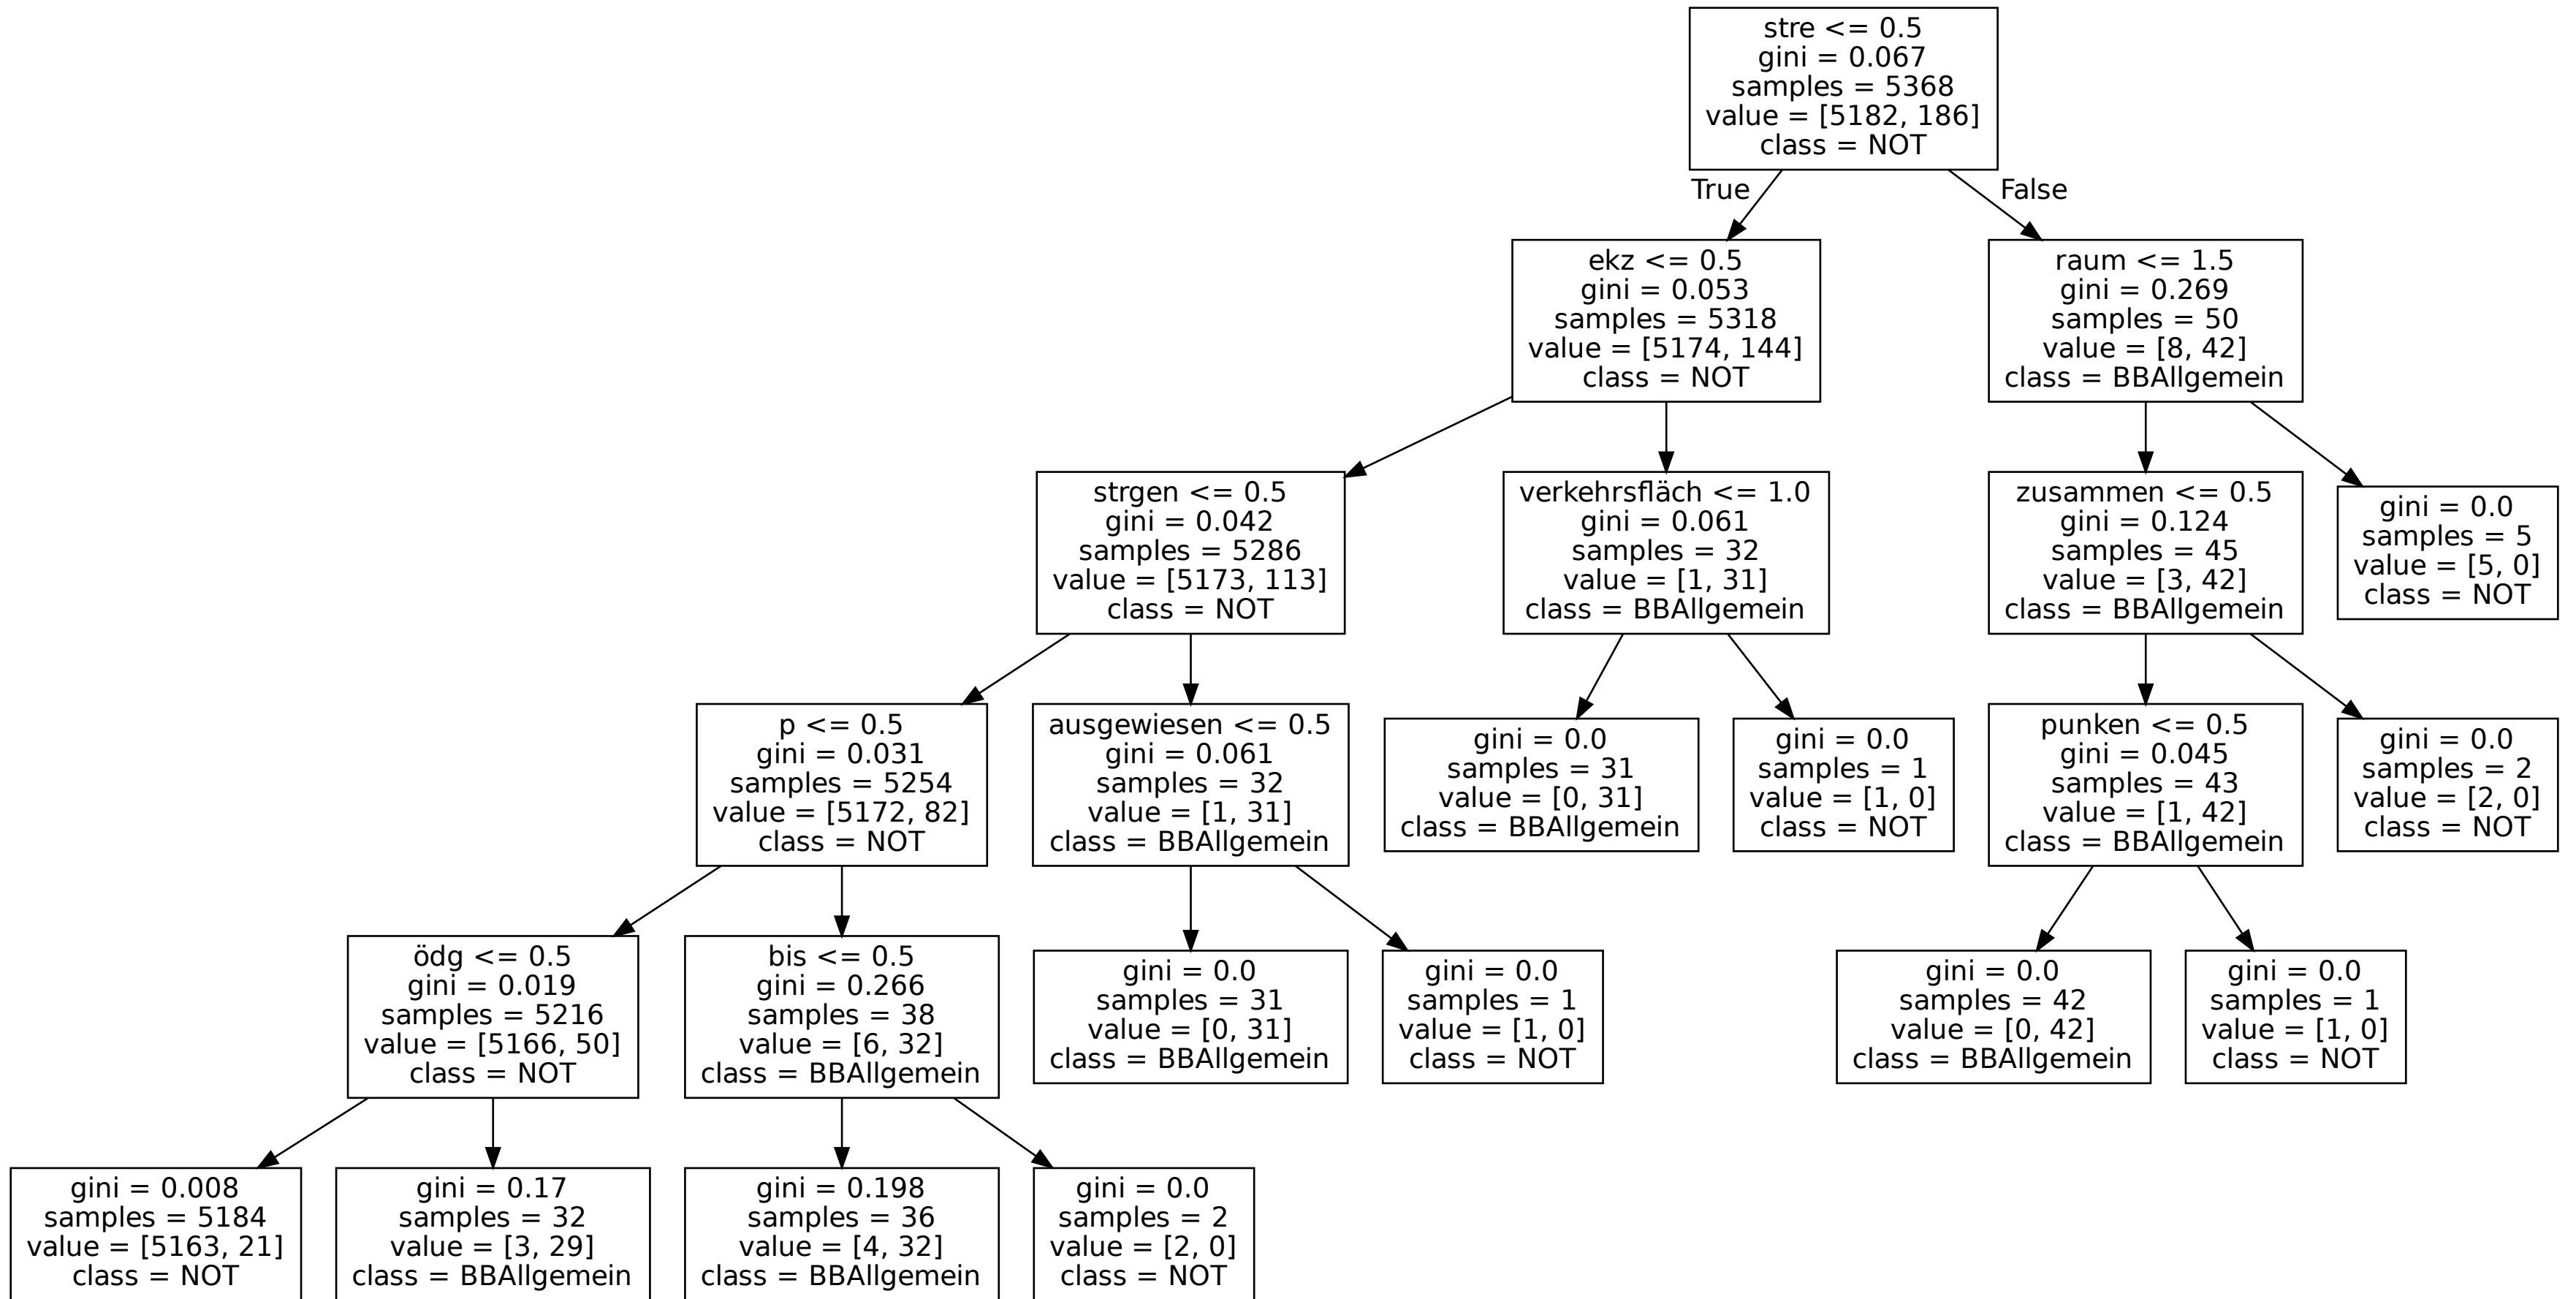 stre <= 0.5
gini = 0.067
samples = 5368
value = [5182, 186]
class = NOT
True
False
ekz <= 0.5
gini = 0.053
samples = 5318
value = [5174, 144]
class = NOT
raum <= 1.5
gini = 0.269
samples = 50
value = [8, 42]
class = BBAllgemein
strgen <= 0.5
gini = 0.042
samples = 5286
value = [5173, 113]
class = NOT
verkehrsfläch <= 1.0
gini = 0.061
samples = 32
value = [1, 31]
class = BBAllgemein
zusammen <= 0.5
gini = 0.124
samples = 45
value = [3, 42]
class = BBAllgemein
gini = 0.0
samples = 5
value = [5, 0]
class = NOT
p <= 0.5
gini = 0.031
samples = 5254
value = [5172, 82]
class = NOT
ausgewiesen <= 0.5
gini = 0.061
samples = 32
value = [1, 31]
class = BBAllgemein
gini = 0.0
samples = 31
value = [0, 31]
class = BBAllgemein
gini = 0.0
samples = 1
value = [1, 0]
class = NOT
punken <= 0.5
gini = 0.045
samples = 43
value = [1, 42]
class = BBAllgemein
gini = 0.0
samples = 2
value = [2, 0]
class = NOT
ödg <= 0.5
gini = 0.019
samples = 5216
value = [5166, 50]
class = NOT
bis <= 0.5
gini = 0.266
samples = 38
value = [6, 32]
class = BBAllgemein
gini = 0.0
samples = 31
value = [0, 31]
class = BBAllgemein
gini = 0.0
samples = 1
value = [1, 0]
class = NOT
gini = 0.0
samples = 42
value = [0, 42]
class = BBAllgemein
gini = 0.0
samples = 1
value = [1, 0]
class = NOT
gini = 0.008
samples = 5184
value = [5163, 21]
class = NOT
gini = 0.17
samples = 32
value = [3, 29]
class = BBAllgemein
gini = 0.198
samples = 36
value = [4, 32]
class = BBAllgemein
gini = 0.0
samples = 2
value = [2, 0]
class = NOT